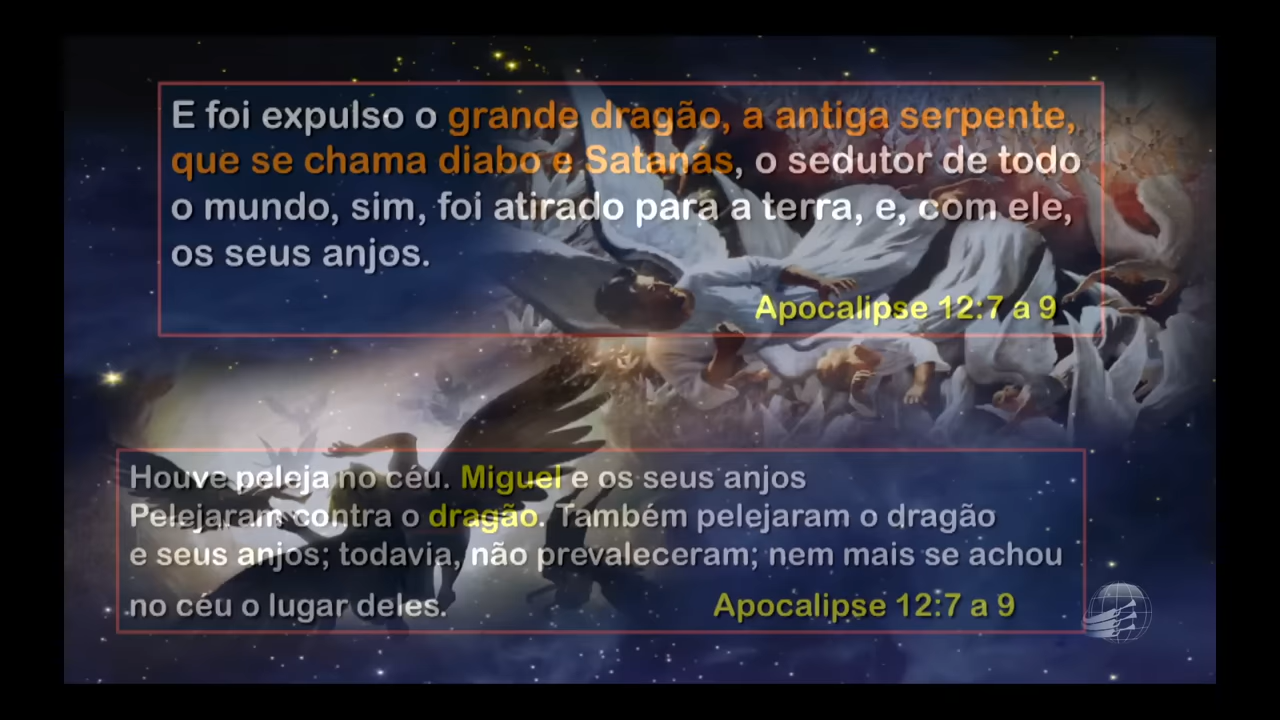 E foi expulso o grande dragão, a antiga serpente,
que se chama diabo e Satanás, o sedutor de todo
o mundo, sim, foi atirado para a terra, e, com ele,
os seus anjos.
Apocalipse 12:7 a 9
Houve peleja no céu. Miguel e os seus anjos
Pelejaram contra o dragão. Também pelejaram o dragão
e seus anjos; todavia, não prevaleceram; nem mais se achou
no céu o lugar deles.
Apocalipse 12:7 a 9